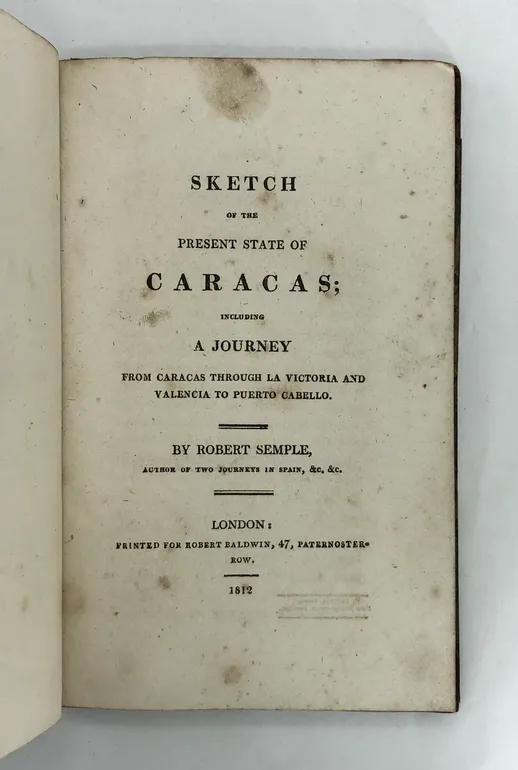 SKETCH
OF THE
PRESENT STATE OF
CARACAS;
INCLUDING
A JOURNEY
FROM CARACAS THROUGH LA VICTORIA AND
VALENCIA TO PUERTO CABELLO.
BY ROBERT SEMPLE,
AUTHOR OF TWO JOURNEYS IN SPAIN, &c. &c.
LONDON:
PRINTED FOR ROBERT BALDWIN, 47, PATERNOSTER-
ROW.
1812